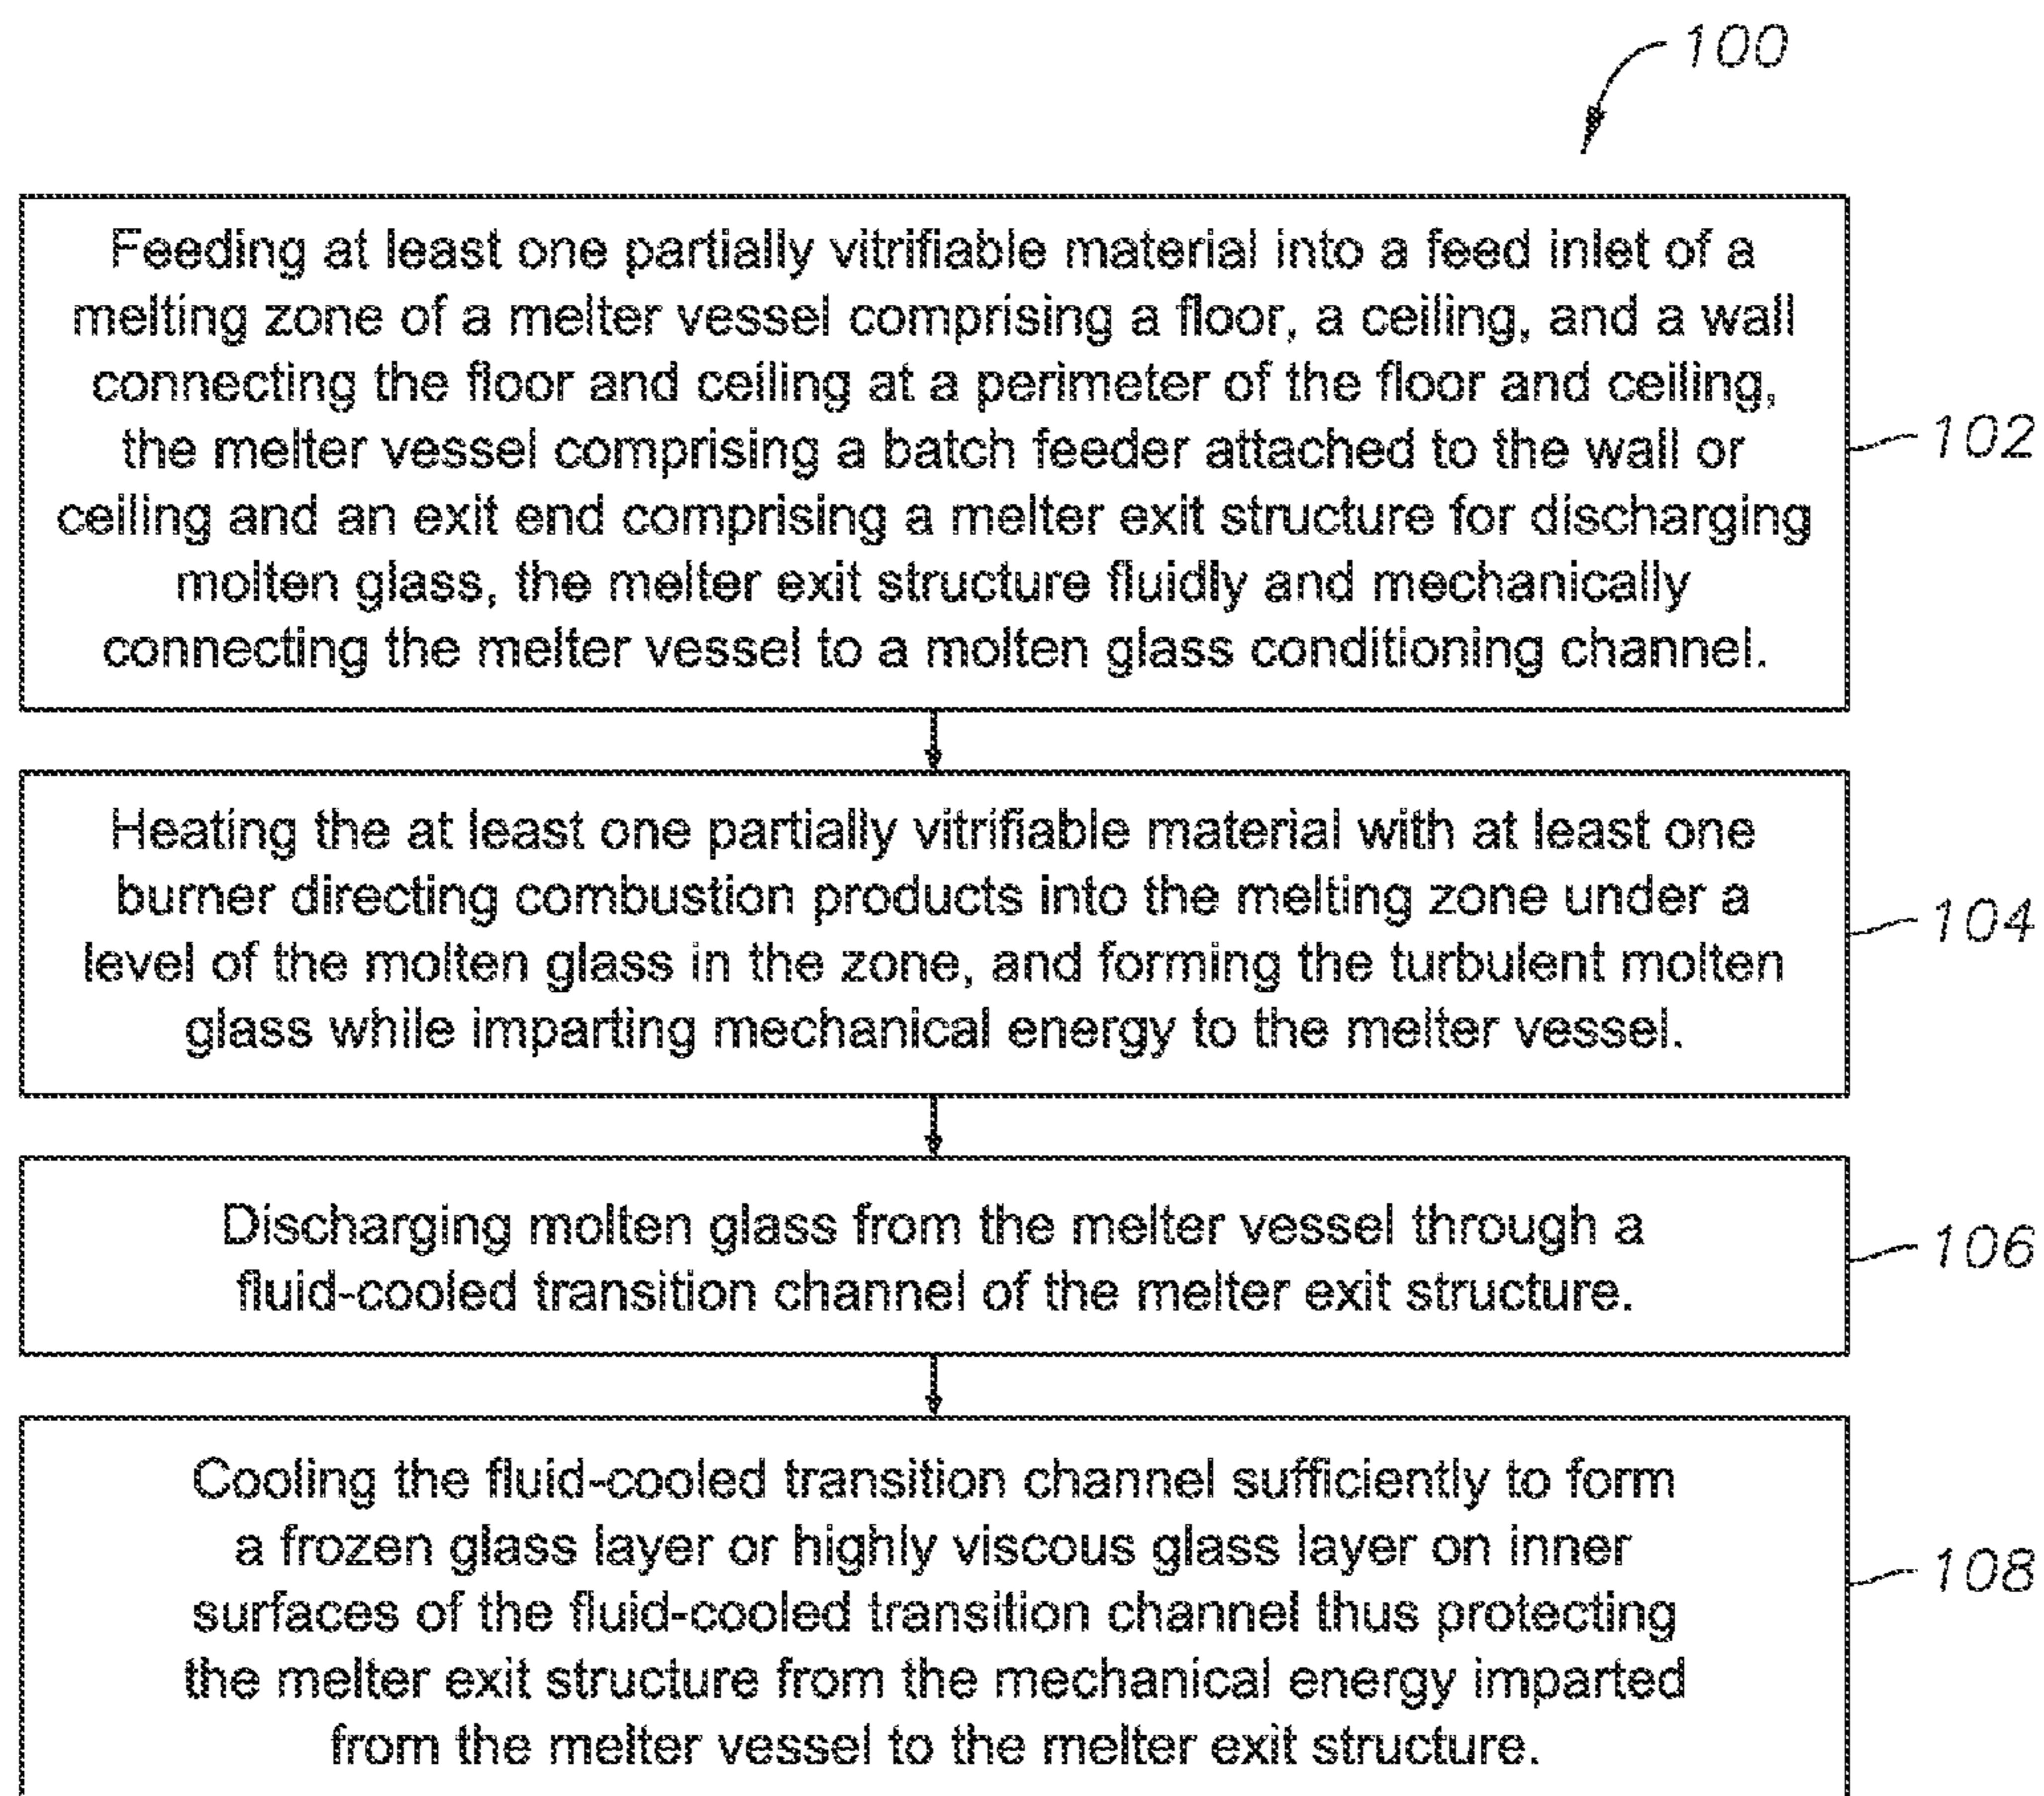 100
Feeding at least one partially vitrifiable material into a feed inlet of a
melting zone of a melter vessel comprising a floor, a ceiling, and a wall
connecting the floor and ceiling at a perimeter of the floor and ceiling,
the melter vessel comprising a batch feeder attached to the wall or
ceiling and an exit end comprising a melter exit structure for discharging
molten glass, the melter exit structure fluidly and mechanically
connecting the melter vessel to a molten glass conditioning channel.
102
Heating the at least one partially vitrifiable material with at least one
burner directing combustion products into the melting zone under a
level of the molten glass in the zone, and forming the turbulent molten
glass while imparting mechanical energy to the melter vessel.
104
Discharging molten glass from the melter vessel through a
fluid-cooled transition channel of the melter exit structure.
106
Cooling the fluid-cooled transition channel sufficiently to form
a frozen glass layer or highly viscous glass layer on inner
surfaces of the fluid-cooled transition channel thus protecting
the melter exit structure from the mechanical energy imparted
from the melter vessel to the melter exit structure.
108